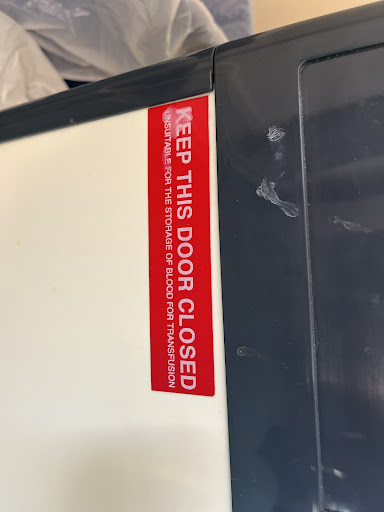 KEEP THIS DOOR CLOSED
UNSUITABLE FOR THE STORAGE OF BLOOD FOR TRANSFUSION